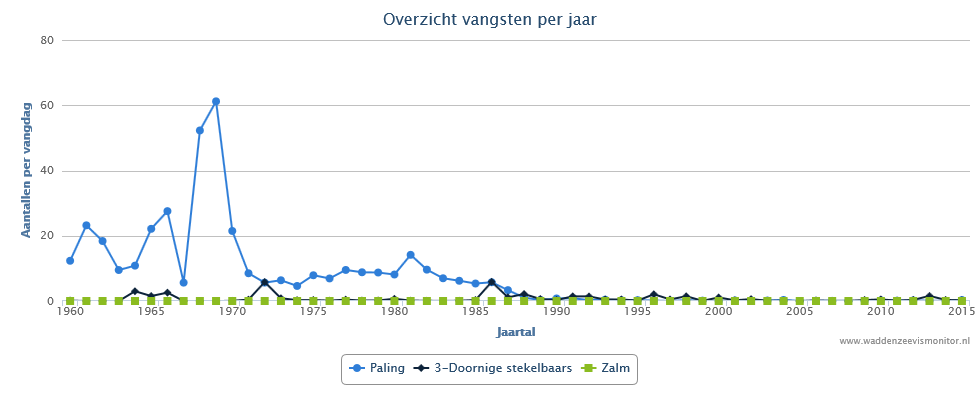 Overzicht vangsten per jaar
Aantallen per vangdag
80
60
40
20
0
1960 1965 1970 1975 1980 1985 1990 1995 2000 2005 2010 2015
Jaartal
www.waddenzeevismonitor.nl
Paling 3-Doornige stekelbaars Zalm